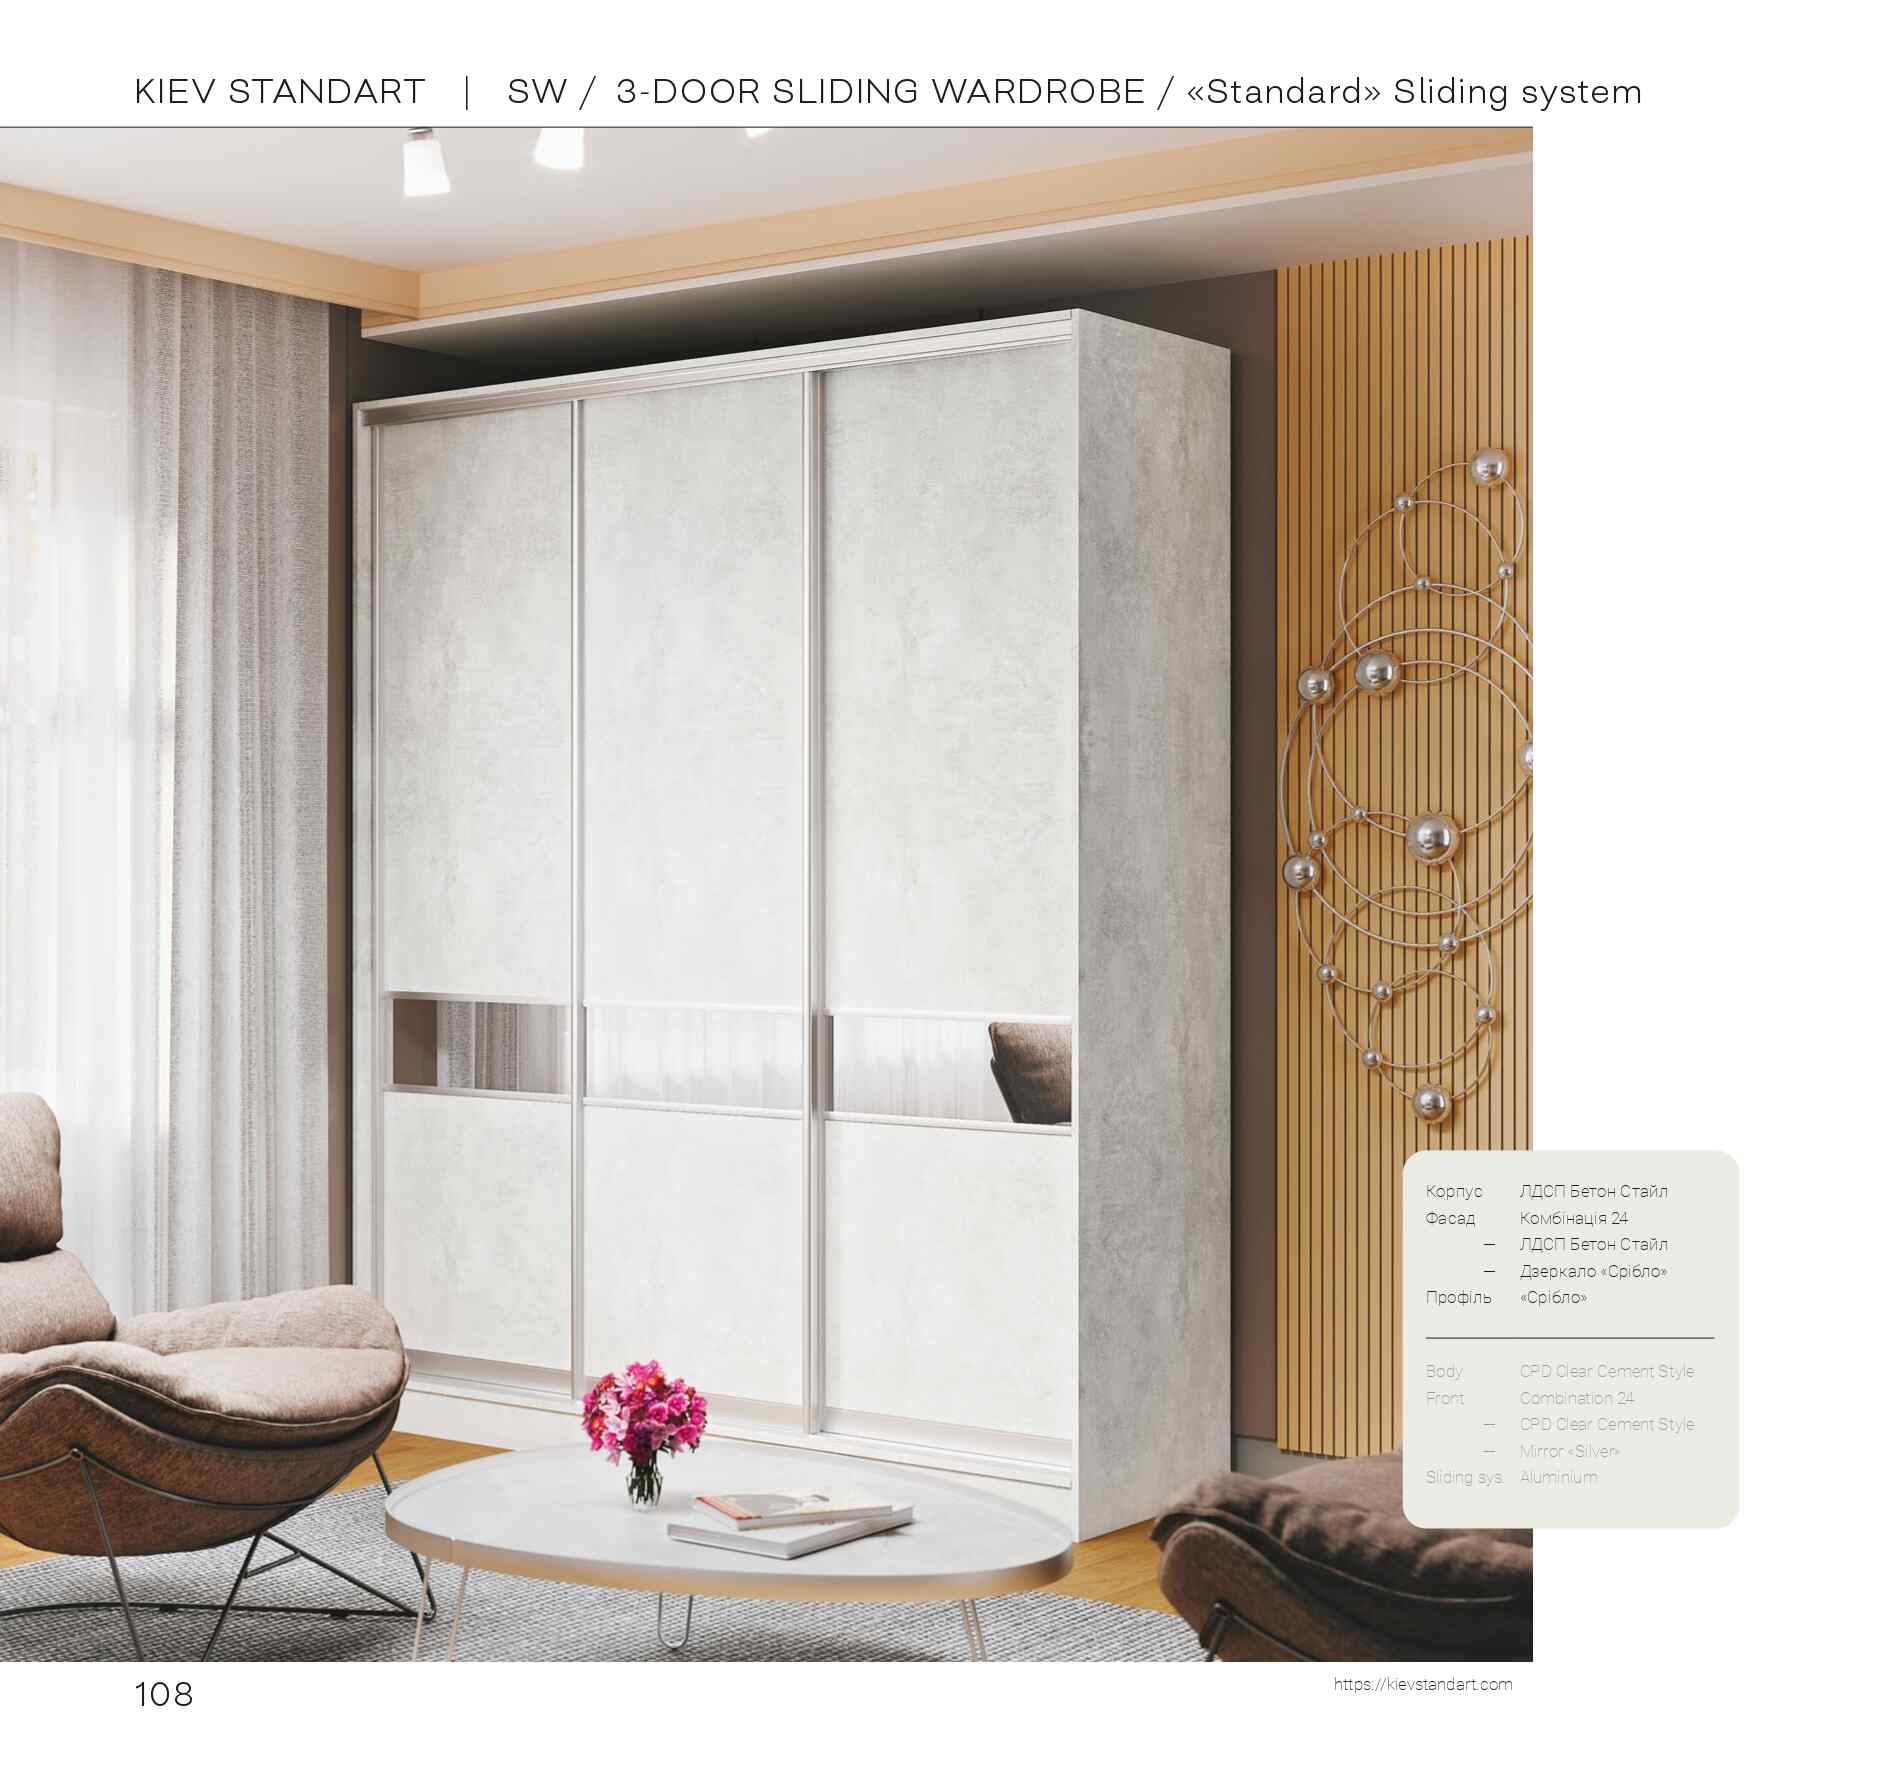 KIEV STANDART | SW / 3-DOOR SLIDING WARDROBE / «Standard» Sliding system
Корпус ЛДСП Бетон Стайл
Фасад Комбінація 24
– ЛДСП Бетон Стайл
– Дзеркало «Срібло»
Профіль «Срібло»
Body CPD Clear Cement Style
Front Combination 24
– CPD Clear Cement Style
– Mirror «Silver»
Sliding sys. Aluminium
108
https://kievstandart.com